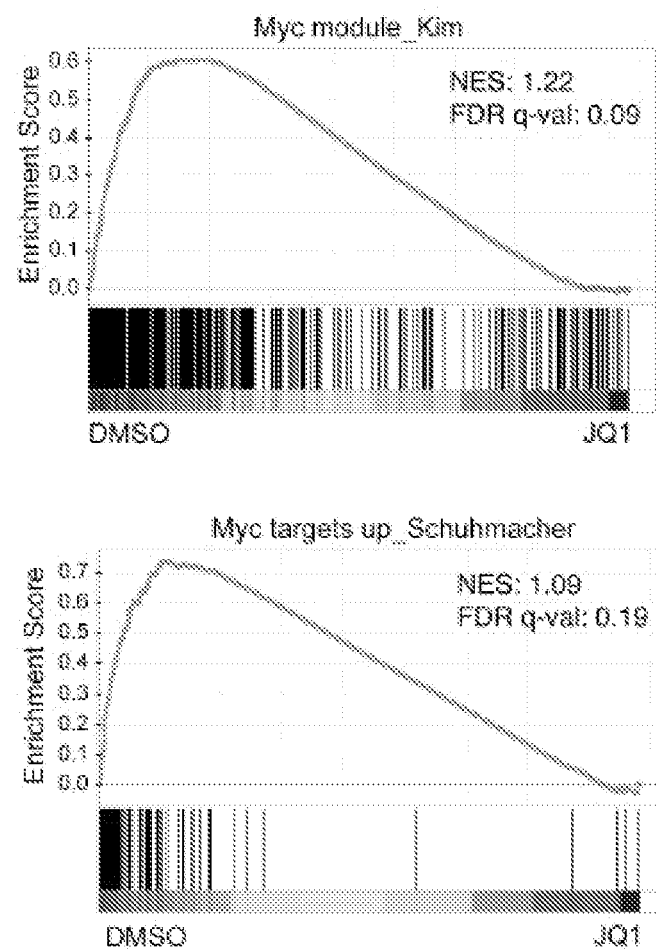 Myc module_Kim
NES: 1.22
FDR q-val: 0.09
Enrichment Score
0.6
0.5
0.4
0.3
0.2
0.1
0.0
DMSO
JQ1
Myc targets up_Schuhmacher
NES: 1.09
FDR q-val: 0.19
Enrichment Score
0.7
0.6
0.5
0.4
0.3
0.2
0.1
0.0
DMSO
JQ1